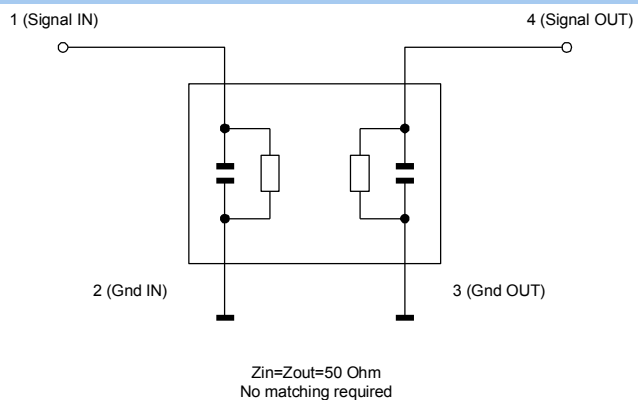 1 (Signal IN)
4 (Signal OUT)
2 (Gnd IN)
3 (Gnd OUT)
Zin=Zout=50 Ohm
No matching required